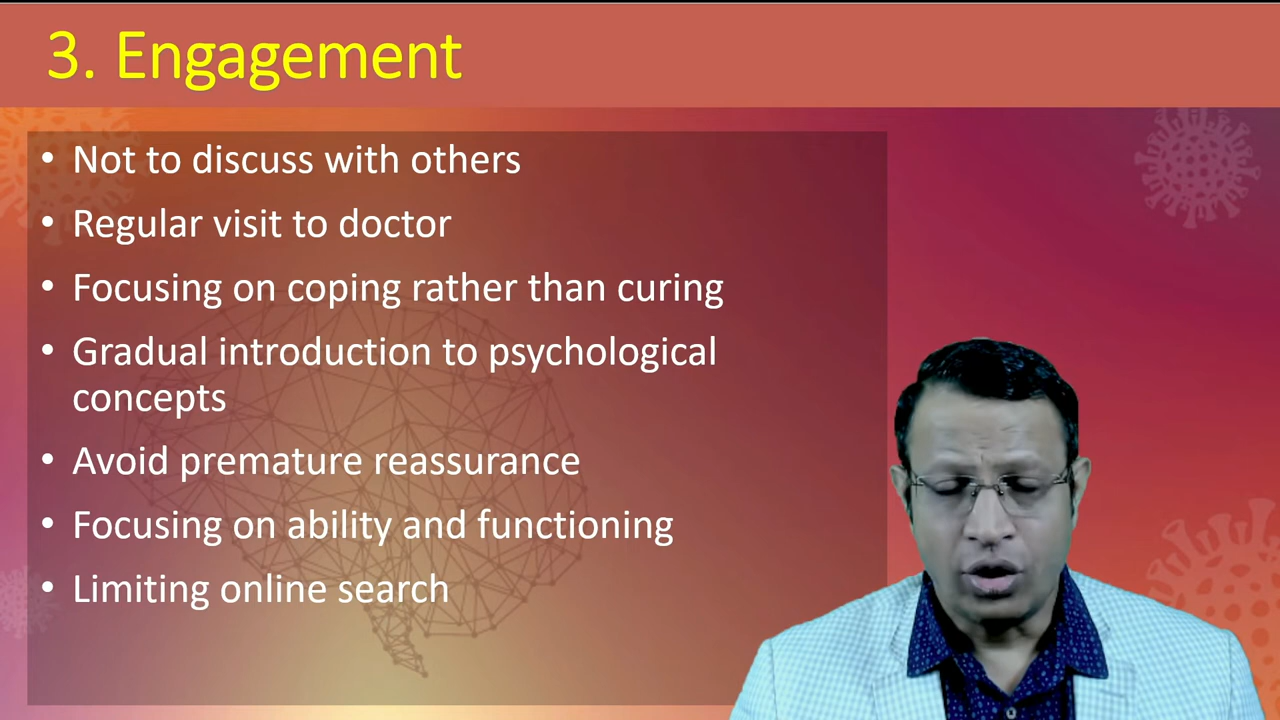 3. Engagement
• Not to discuss with others
• Regular visit to doctor
• Focusing on coping rather than curing
• Gradual introduction to psychological
concepts
• Avoid premature reassurance
• Focusing on ability and functioning
• Limiting online search